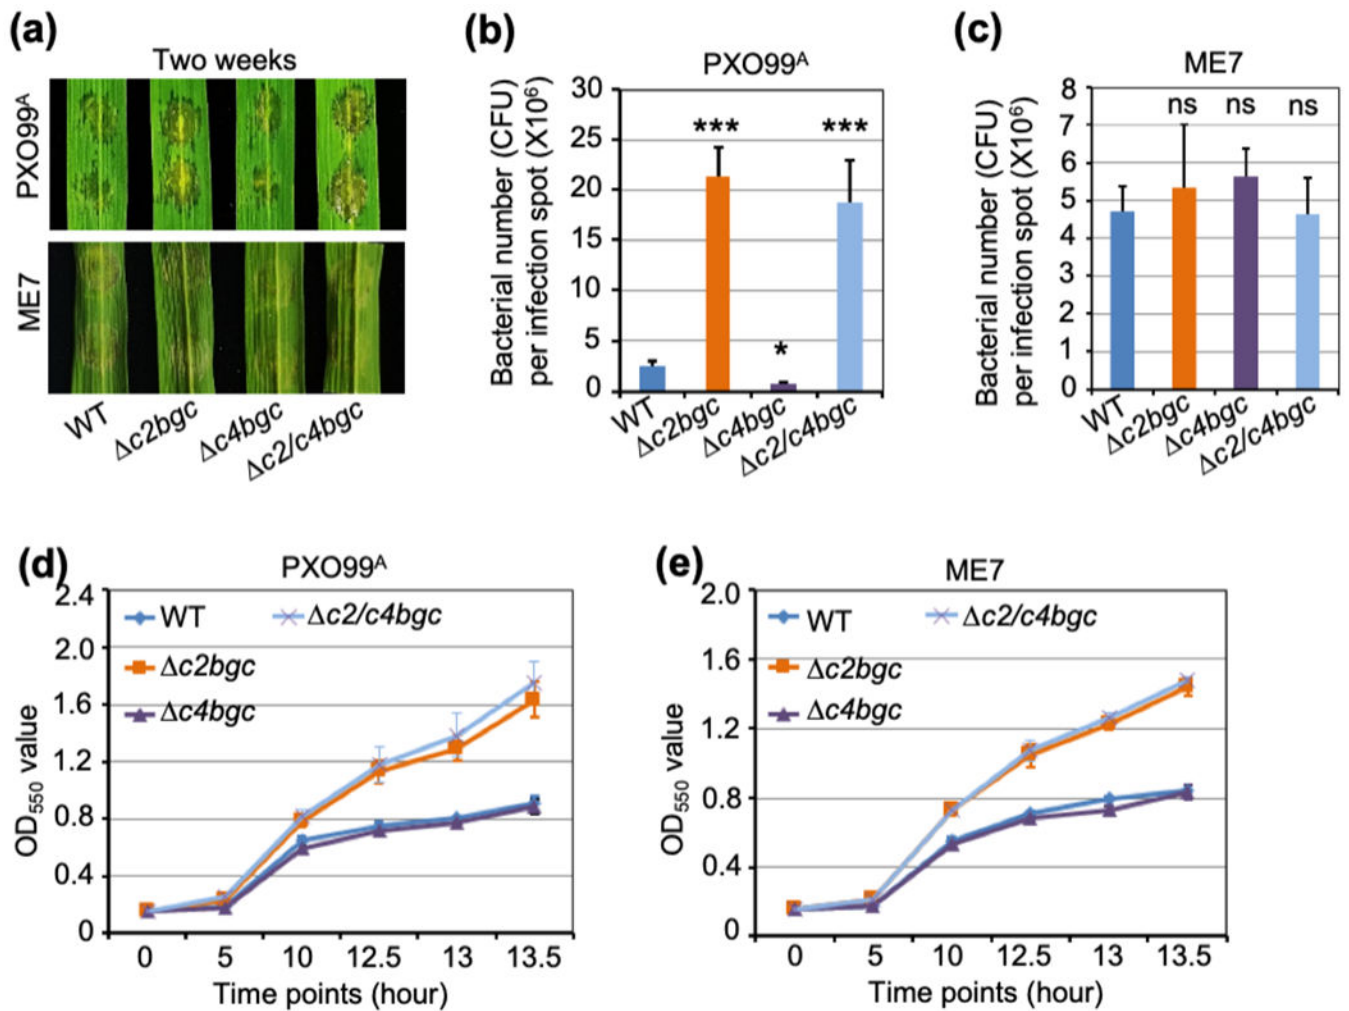 (a)
Two weeks
PXO99A
ME7
WT
Δc2bgc
Δc4bgc
Δc2/c4bgc
(b)
PXO99A
Bacterial number (CFU)
per infection spot (X10⁶)
30
25
20
15
10
5
0
***
*
***
WT
Δc2bgc
Δc4bgc
Δc2/c4bgc
(c)
ME7
Bacterial number (CFU)
per infection spot (X10⁶)
8
7
6
5
4
3
2
1
0
ns ns ns
WT
Δc2bgc
Δc4bgc
Δc2/c4bgc
(d)
PXO99A
OD550 value
2.4
2.0
1.6
1.2
0.8
0.4
0
WT
Δc2/c4bgc
Δc2bgc
Δc4bgc
0 5 10 12.5 13 13.5
Time points (hour)
(e)
ME7
OD550 value
2.0
1.6
1.2
0.8
0.4
0
WT
Δc2/c4bgc
Δc2bgc
Δc4bgc
0 5 10 12.5 13 13.5
Time points (hour)